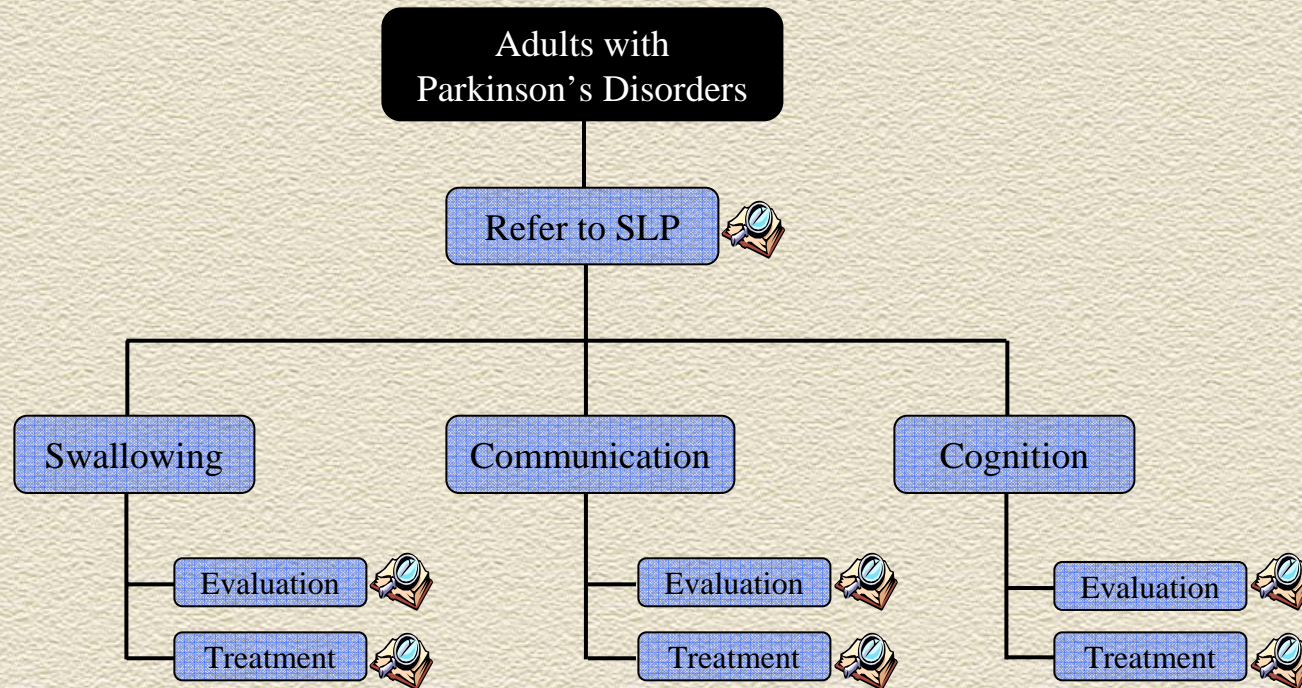 Adults with
Parkinson’s Disorders
Refer to SLP
Swallowing
Evaluation
Treatment
Communication
Evaluation
Treatment
Cognition
Evaluation
Treatment